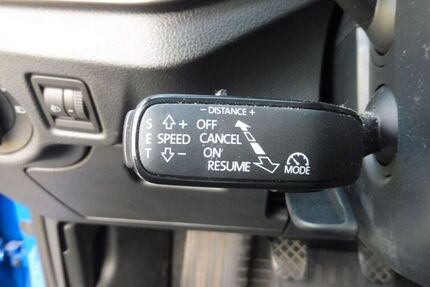 - DISTANCE +
S + OFF
E SPEED CANCEL
T - ON
RESUME
MODE